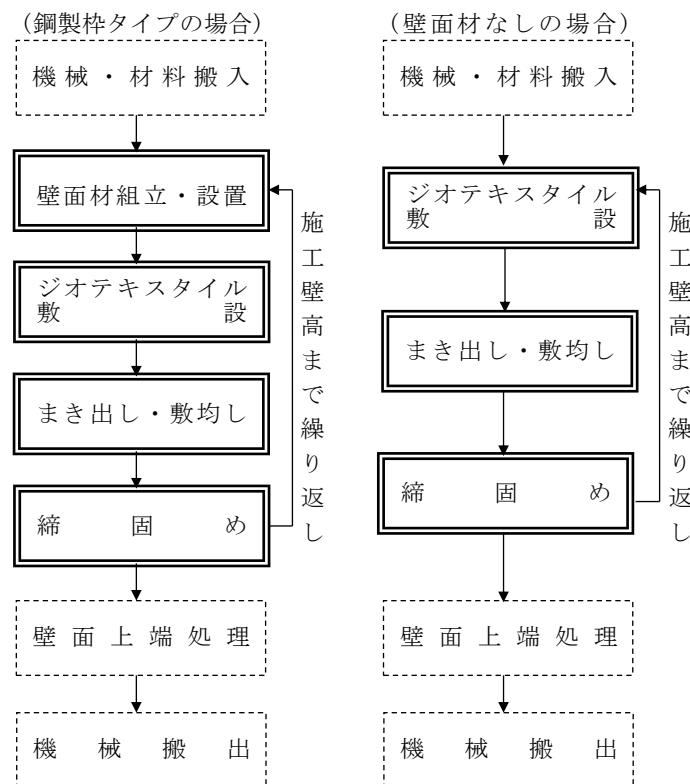 (鋼製枠タイプの場合)
機械・材料搬入
壁面材組立・設置
ジオテキスタイル
敷設
まき出し・敷均し
締固め
施工壁高まで繰り返し
壁面上端処理
機械搬出
(壁面材なしの場合)
機械・材料搬入
ジオテキスタイル
敷設
まき出し・敷均し
締固め
施工壁高まで繰り返し
壁面上端処理
機械搬出